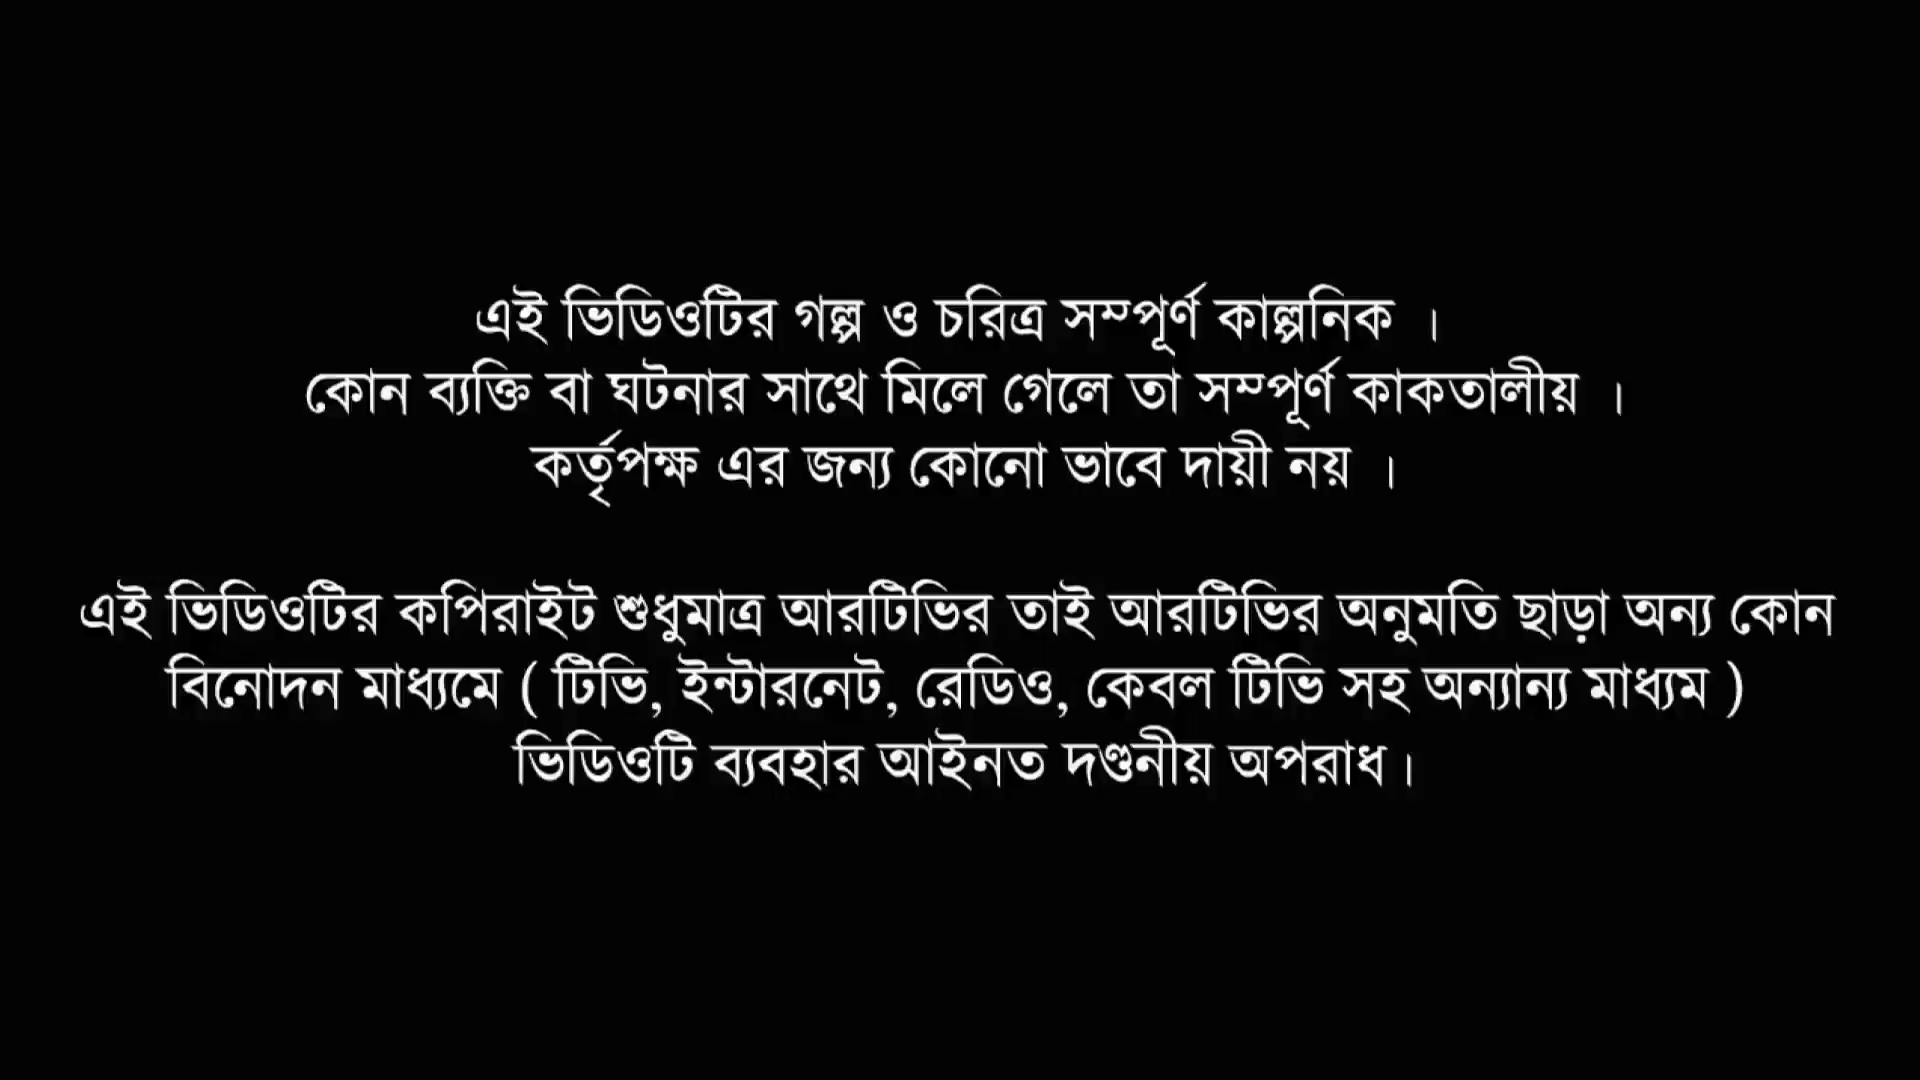 এই ভিডিওটির গল্প ও চরিত্র সম্পূর্ণ কাল্পনিক ।
কোন ব্যক্তি বা ঘটনার সাথে মিলে গেলে তা সম্পূর্ণ কাকতালীয় ।
কর্তৃপক্ষ এর জন্য কোনো ভাবে দায়ী নয় ।
এই ভিডিওটির কপিরাইট শুধুমাত্র আরটিভির তাই আরটিভির অনুমতি ছাড়া অন্য কোন
বিনোদন মাধ্যমে ( টিভি, ইন্টারনেট, রেডিও, কেবল টিভি সহ অন্যান্য মাধ্যম )
ভিডিওটি ব্যবহার আইনত দণ্ডনীয় অপরাধ।